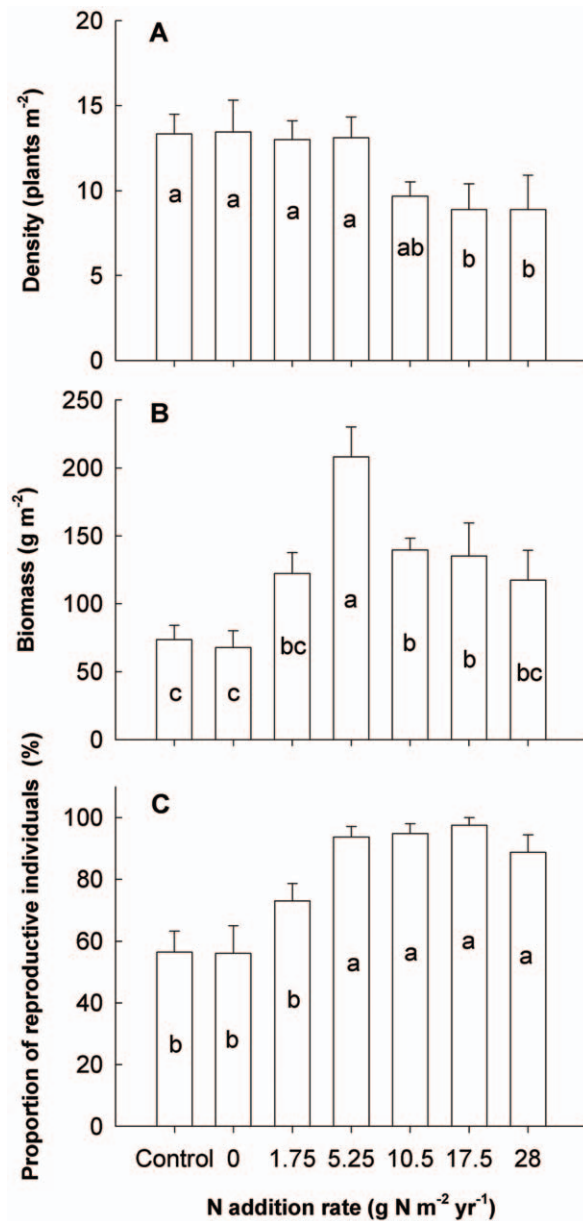 A
Density (plants m⁻²)
20
15
10
5
0
a a a a ab b b
B
Biomass (g m⁻²)
250
200
150
100
50
0
c c bc a b b bc
C
Proportion of reproductive individuals (%)
100
80
60
40
20
0
b b b a a a a
Control 0 1.75 5.25 10.5 17.5 28
N addition rate (g N m⁻² yr⁻¹)